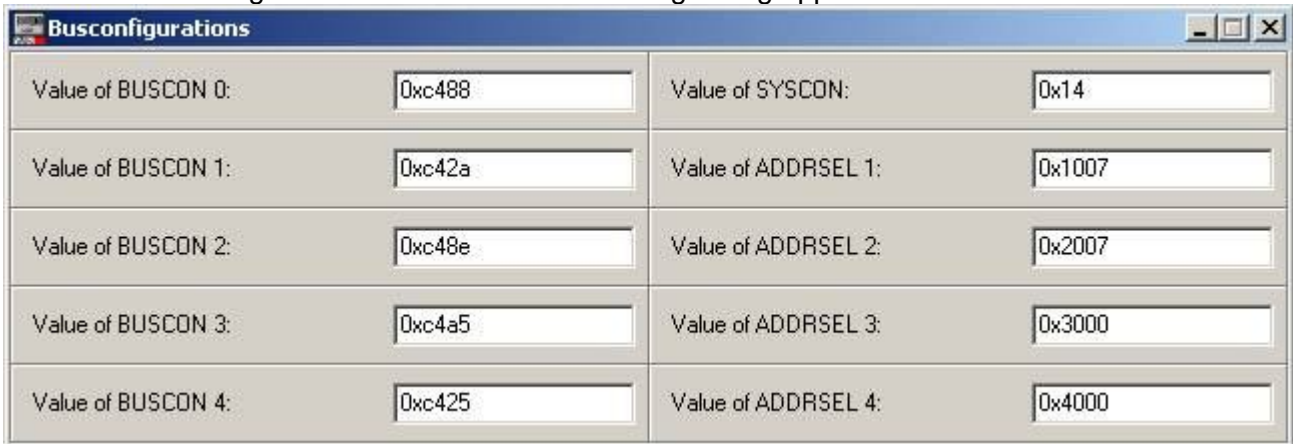 Busconfigurations
Value of BUSCON 0: 0xc488 Value of SYSCON: 0x14
Value of BUSCON 1: 0xc42a Value of ADDRSEL 1: 0x1007
Value of BUSCON 2: 0xc48e Value of ADDRSEL 2: 0x2007
Value of BUSCON 3: 0xc4a5 Value of ADDRSEL 3: 0x3000
Value of BUSCON 4: 0xc425 Value of ADDRSEL 4: 0x4000